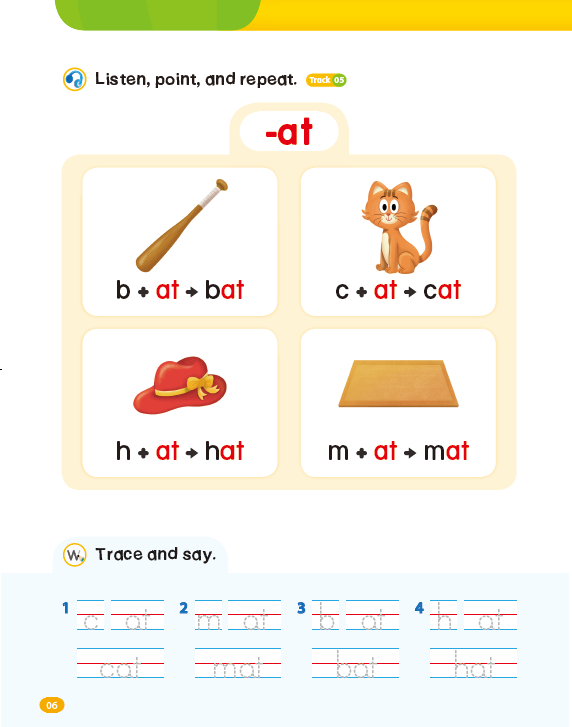 Listen, point, and repeat. Track 05
-at
b + at → bat
c + at → cat
h + at → hat
m + at → mat
Trace and say.
1 c at 2 m at 3 b at 4 h at
cat mat bat hat
06